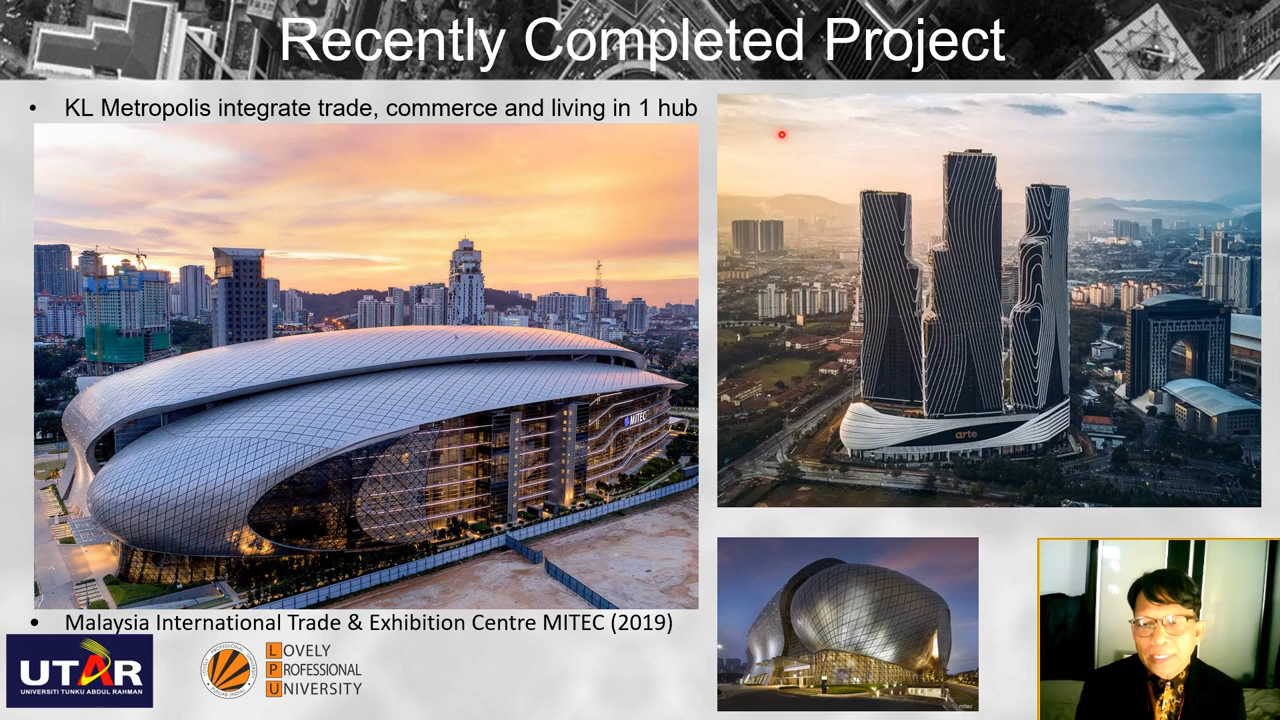 Recently Completed Project
• KL Metropolis integrate trade, commerce and living in 1 hub
MITEC
arte
• Malaysia International Trade & Exhibition Centre MITEC (2019)
UTAR
UNIVERSITI TUNKU ABDUL RAHMAN
LOVELY
PROFESSIONAL
UNIVERSITY
mitec